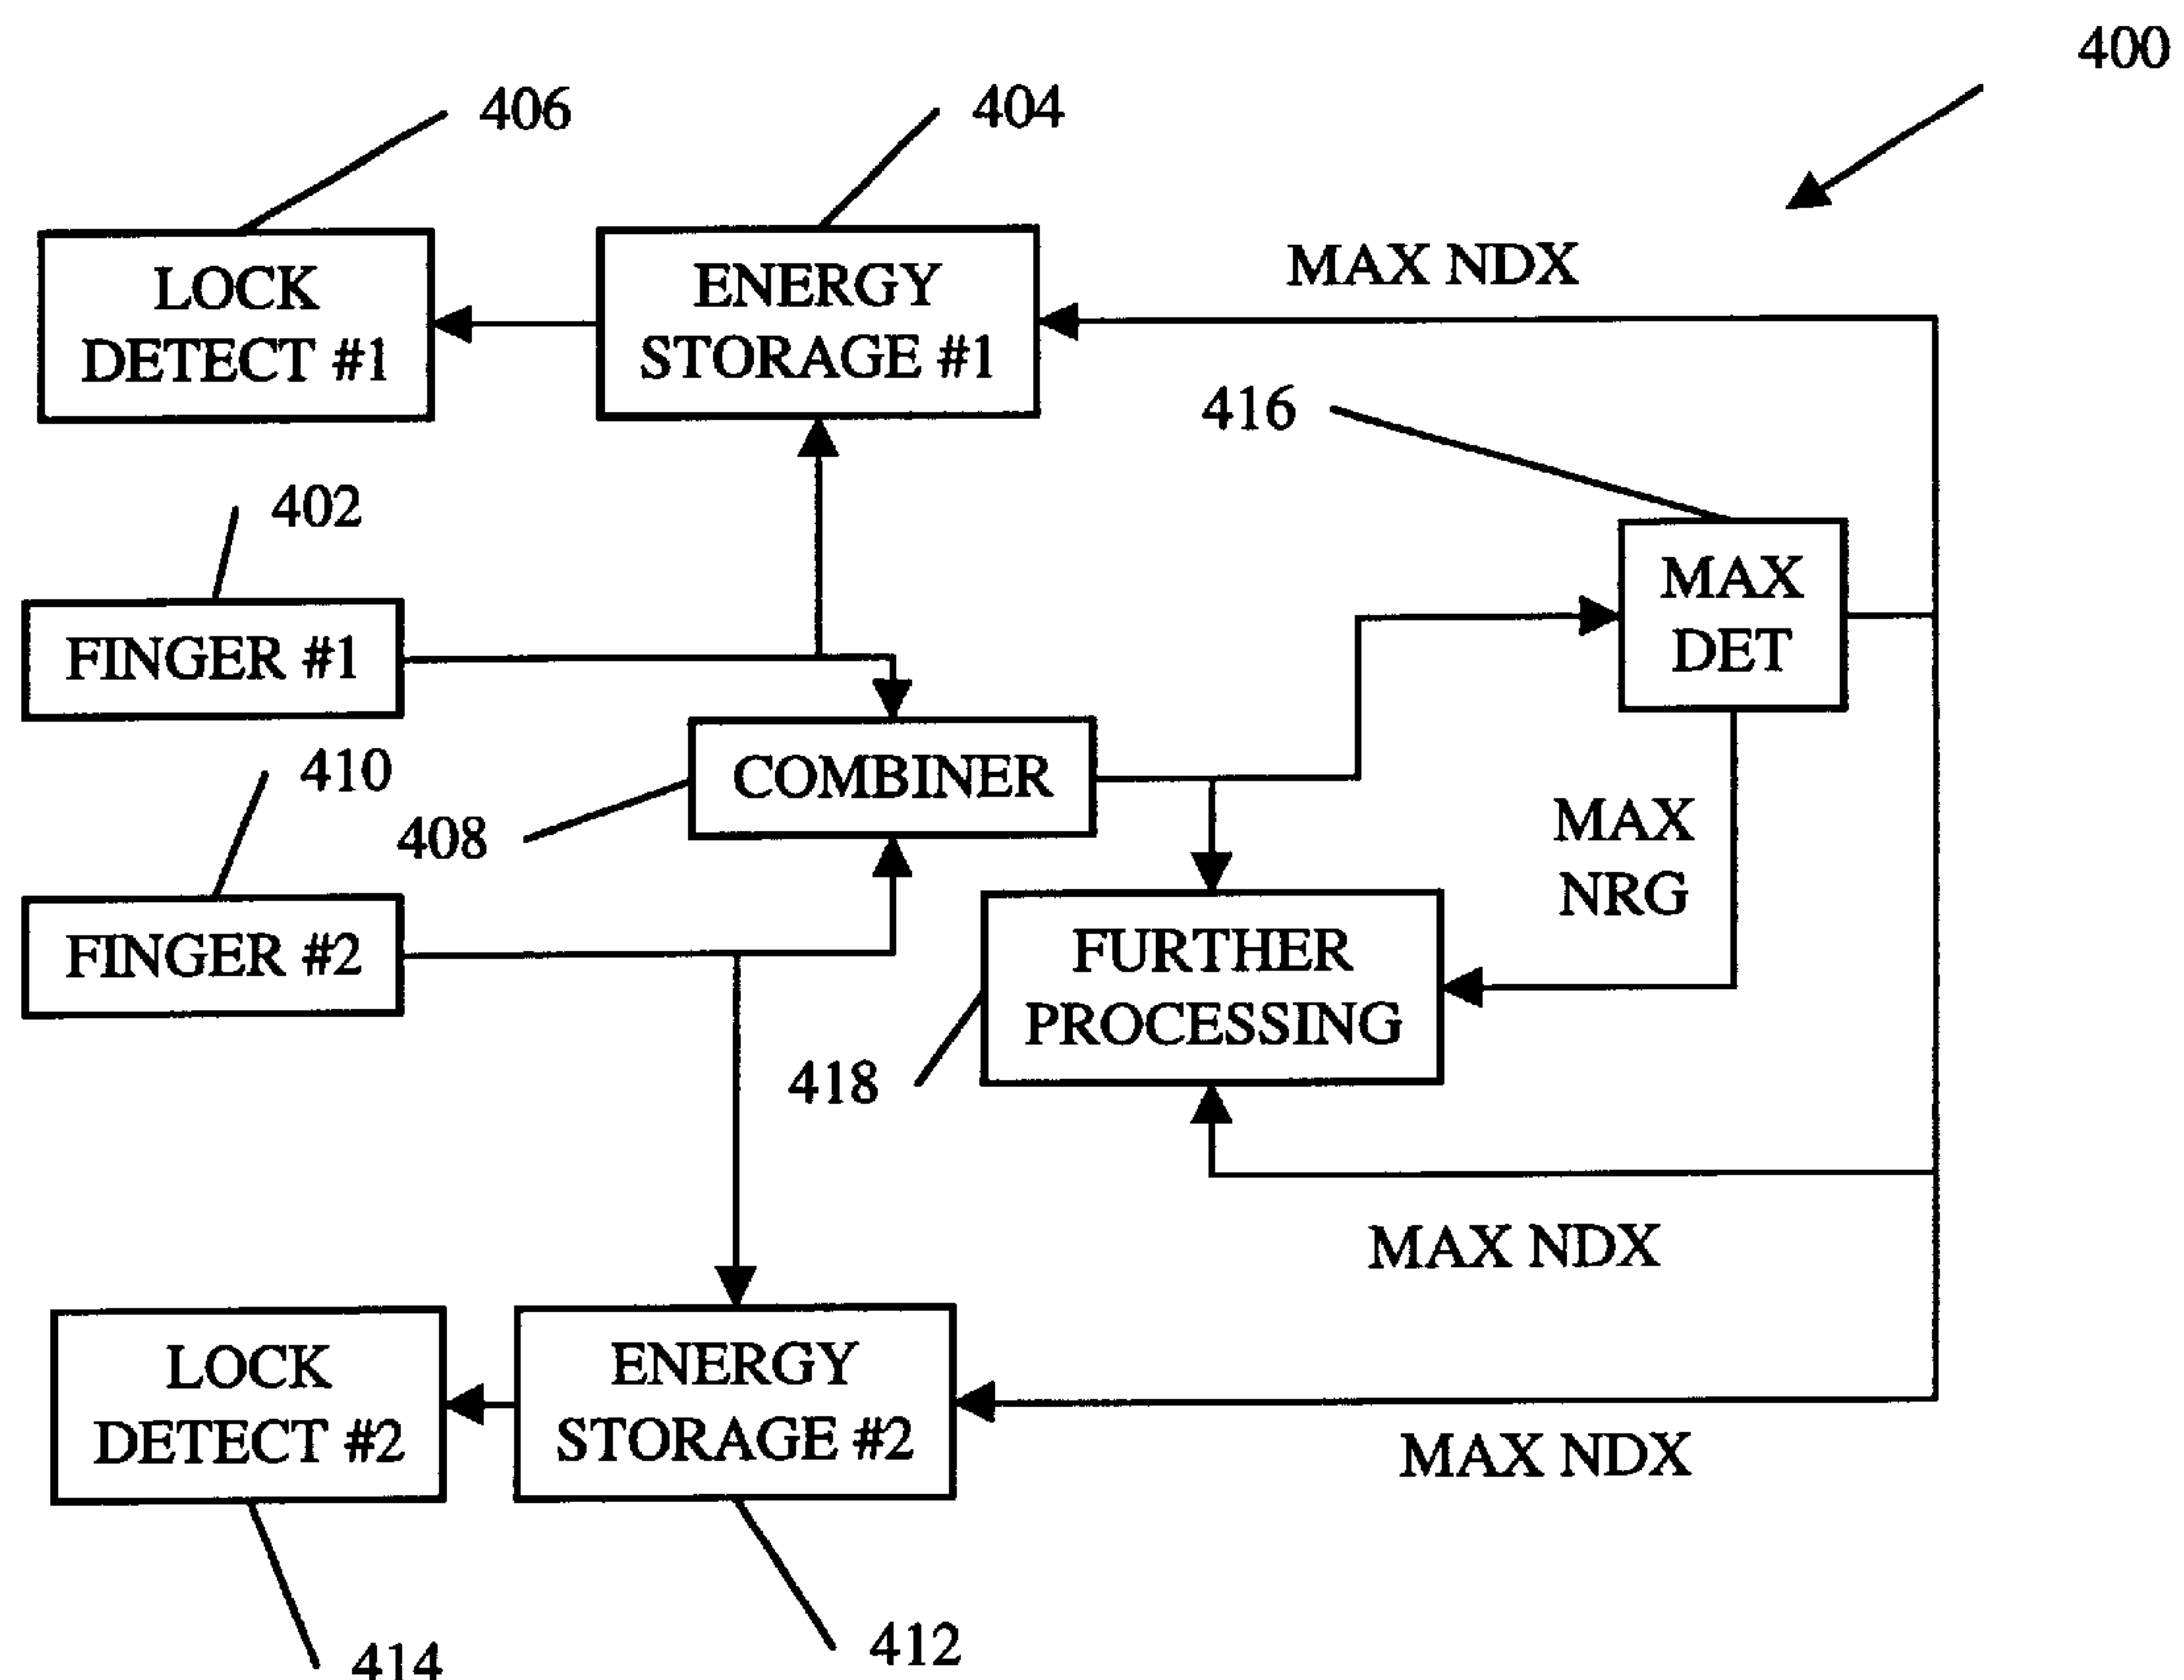 400
406
404
LOCK
DETECT #1
ENERGY
STORAGE #1
MAX NDX
416
402
FINGER #1
MAX
DET
410
408
COMBINER
MAX
NRG
FINGER #2
FURTHER
PROCESSING
418
MAX NDX
LOCK
DETECT #2
ENERGY
STORAGE #2
MAX NDX
414
412